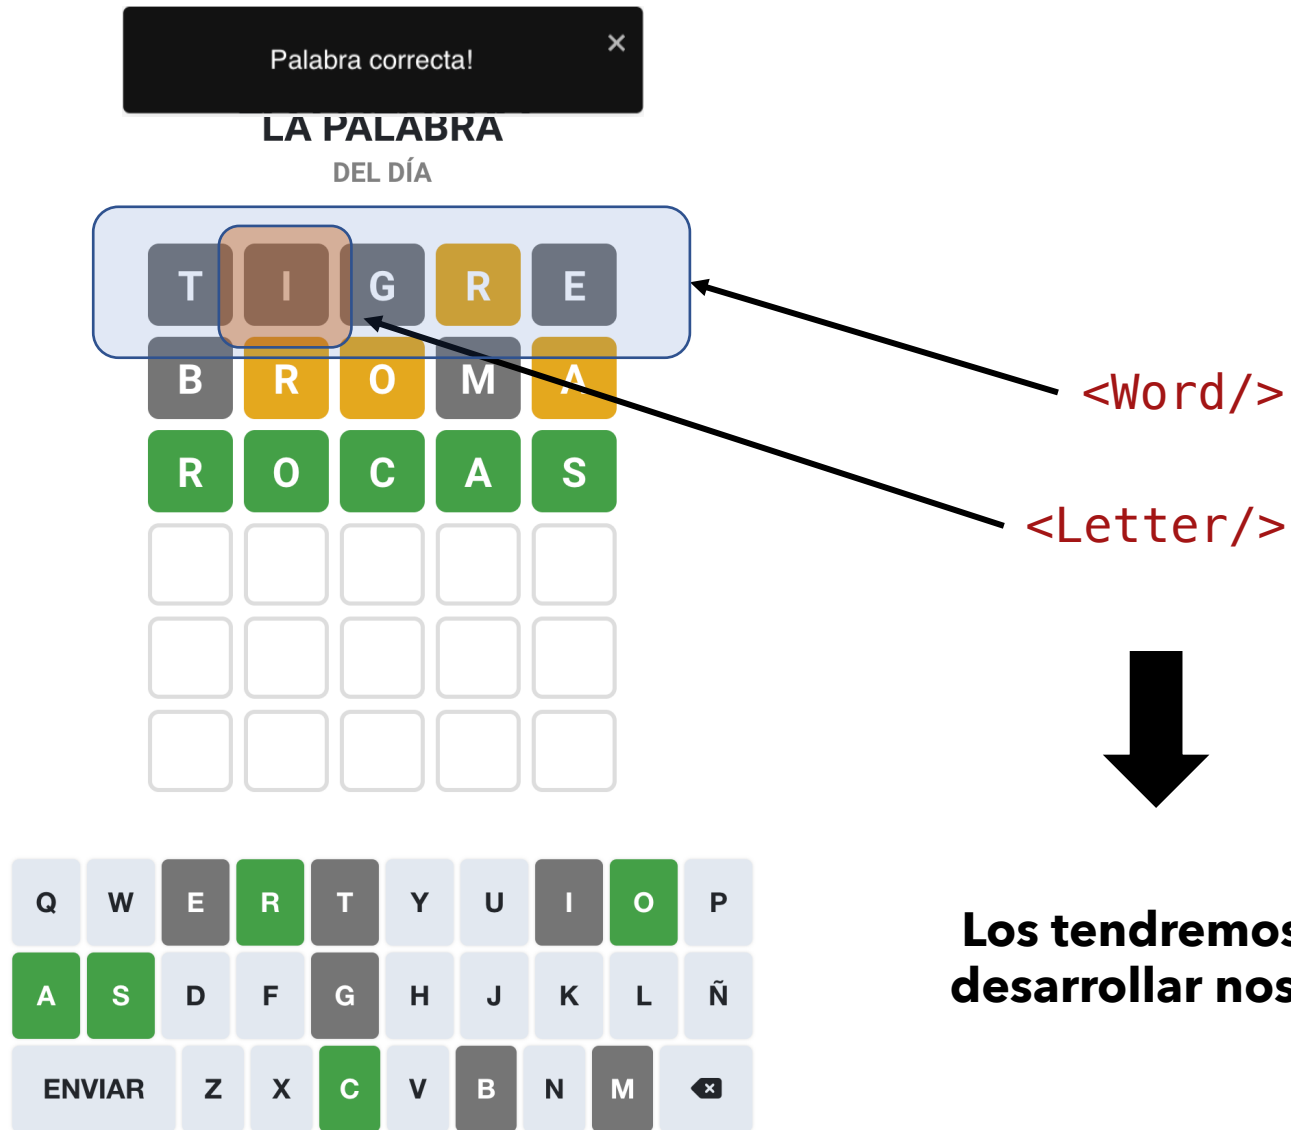 Palabra correcta! ×
LA PALABRA
DEL DÍA
T I G R E
B R O M A
R O C A S
<Word/>
<Letter/>
Q W E R T Y U I O P
A S D F G H J K L Ñ
ENVIAR Z X C V B N M
Los tendremos
desarrollar nos